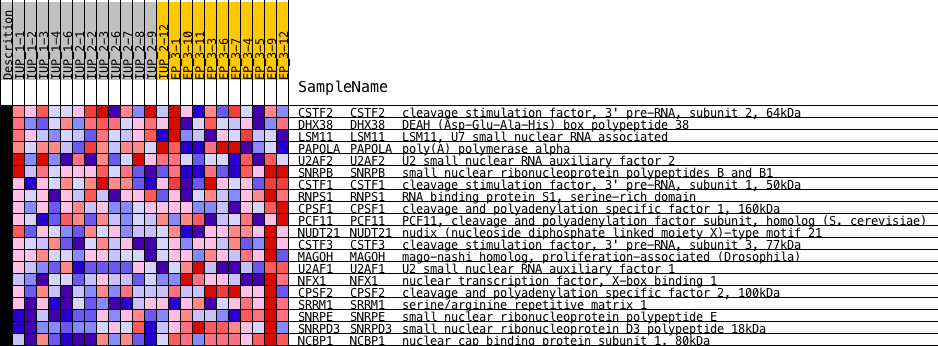 Descrition
IUP_1-1
IUP_1-2
IUP_1-3
IUP_1-4
IUP_2-2
IUP_2-3
IUP_2-6
IUP_2-7
IUP_2-8
IUP_2-9
IUP_2-12
EP_3-1
EP_3-10
EP_3-11
EP_3-3
EP_3-6
EP_3-7
EP_3-4
EP_3-5
EP_3-9
EP_3-12
SampleName
CSTF2 CSTF2 cleavage stimulation factor, 3' pre-RNA, subunit 2, 64kDa
DHX38 DHX38 DEAH (Asp-Glu-Ala-His) box polypeptide 38
LSM11 LSM11 LSM11, U7 small nuclear RNA associated
PAPOLA PAPOLA poly(A) polymerase alpha
U2AF2 U2AF2 U2 small nuclear RNA auxiliary factor 2
SNRPB SNRPB small nuclear ribonucleoprotein polypeptides B and B1
CSTF1 CSTF1 cleavage stimulation factor, 3' pre-RNA, subunit 1, 50kDa
RNPS1 RNPS1 RNA binding protein S1, serine-rich domain
CPSF1 CPSF1 cleavage and polyadenylation specific factor 1, 160kDa
PCF11 PCF11 PCF11, cleavage and polyadenylation factor subunit, homolog (S. cerevisiae)
NUDT21 NUDT21 nudix (nucleoside diphosphate linked moiety X)-type motif 21
CSTF3 CSTF3 cleavage stimulation factor, 3' pre-RNA, subunit 3, 77kDa
MAGOH MAGOH mago-nashi homolog, proliferation-associated (Drosophila)
U2AF1 U2AF1 U2 small nuclear RNA auxiliary factor 1
NFX1 NFX1 nuclear transcription factor, X-box binding 1
CPSF2 CPSF2 cleavage and polyadenylation specific factor 2, 100kDa
SRRM1 SRRM1 serine/arginine repetitive matrix 1
SNRPE SNRPE small nuclear ribonucleoprotein polypeptide E
SNRPD3 SNRPD3 small nuclear ribonucleoprotein D3 polypeptide 18kDa
NCBP1 NCBP1 nuclear cap binding protein subunit 1, 80kDa